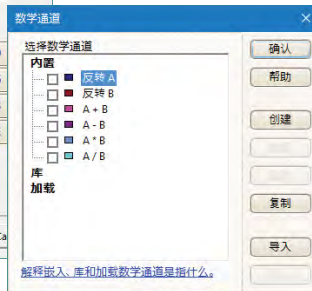 数学通道
选择数学通道
内置
反转 A
反转 B
A + B
A - B
A * B
A / B
库
加载
解释嵌入、库和加载数学通道是指什么。
确认
帮助
创建
复制
导入